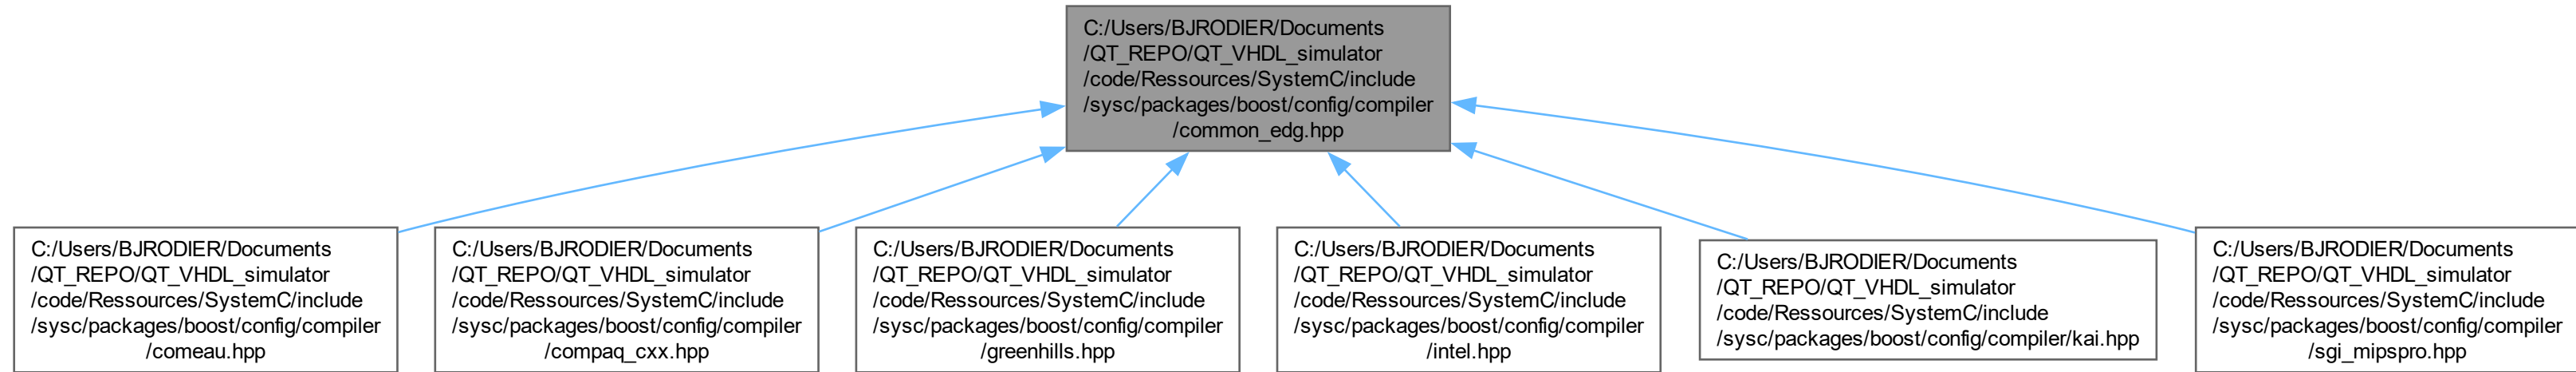 C:/Users/BJRODIER/Documents
/QT_REPO/QT_VHDL_simulator
/code/Ressources/SystemC/include
/sysc/packages/boost/config/compiler
/common_edg.hpp
C:/Users/BJRODIER/Documents
/QT_REPO/QT_VHDL_simulator
/code/Ressources/SystemC/include
/sysc/packages/boost/config/compiler
/comeau.hpp
C:/Users/BJRODIER/Documents
/QT_REPO/QT_VHDL_simulator
/code/Ressources/SystemC/include
/sysc/packages/boost/config/compiler
/compaq_cxx.hpp
C:/Users/BJRODIER/Documents
/QT_REPO/QT_VHDL_simulator
/code/Ressources/SystemC/include
/sysc/packages/boost/config/compiler
/greenhills.hpp
C:/Users/BJRODIER/Documents
/QT_REPO/QT_VHDL_simulator
/code/Ressources/SystemC/include
/sysc/packages/boost/config/compiler
/intel.hpp
C:/Users/BJRODIER/Documents
/QT_REPO/QT_VHDL_simulator
/code/Ressources/SystemC/include
/sysc/packages/boost/config/compiler/kai.hpp
C:/Users/BJRODIER/Documents
/QT_REPO/QT_VHDL_simulator
/code/Ressources/SystemC/include
/sysc/packages/boost/config/compiler
/sgi_mipspro.hpp